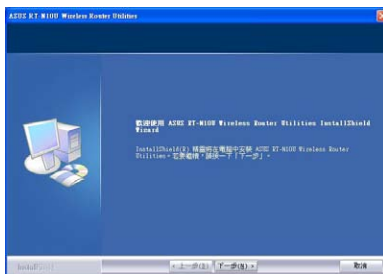 ASUS RT-N10U Wireless Router Utilities
歡迎使用 ASUS RT-N10U Wireless Router Utilities InstallShield
Wizard
InstallShield(R) 精靈將在電腦中安裝 ASUS RT-N10U Wireless Router
Utilities。若要繼續，請按一下「下一步」。
InstallShield
< 上一步(B) 下一步(N) > 取消